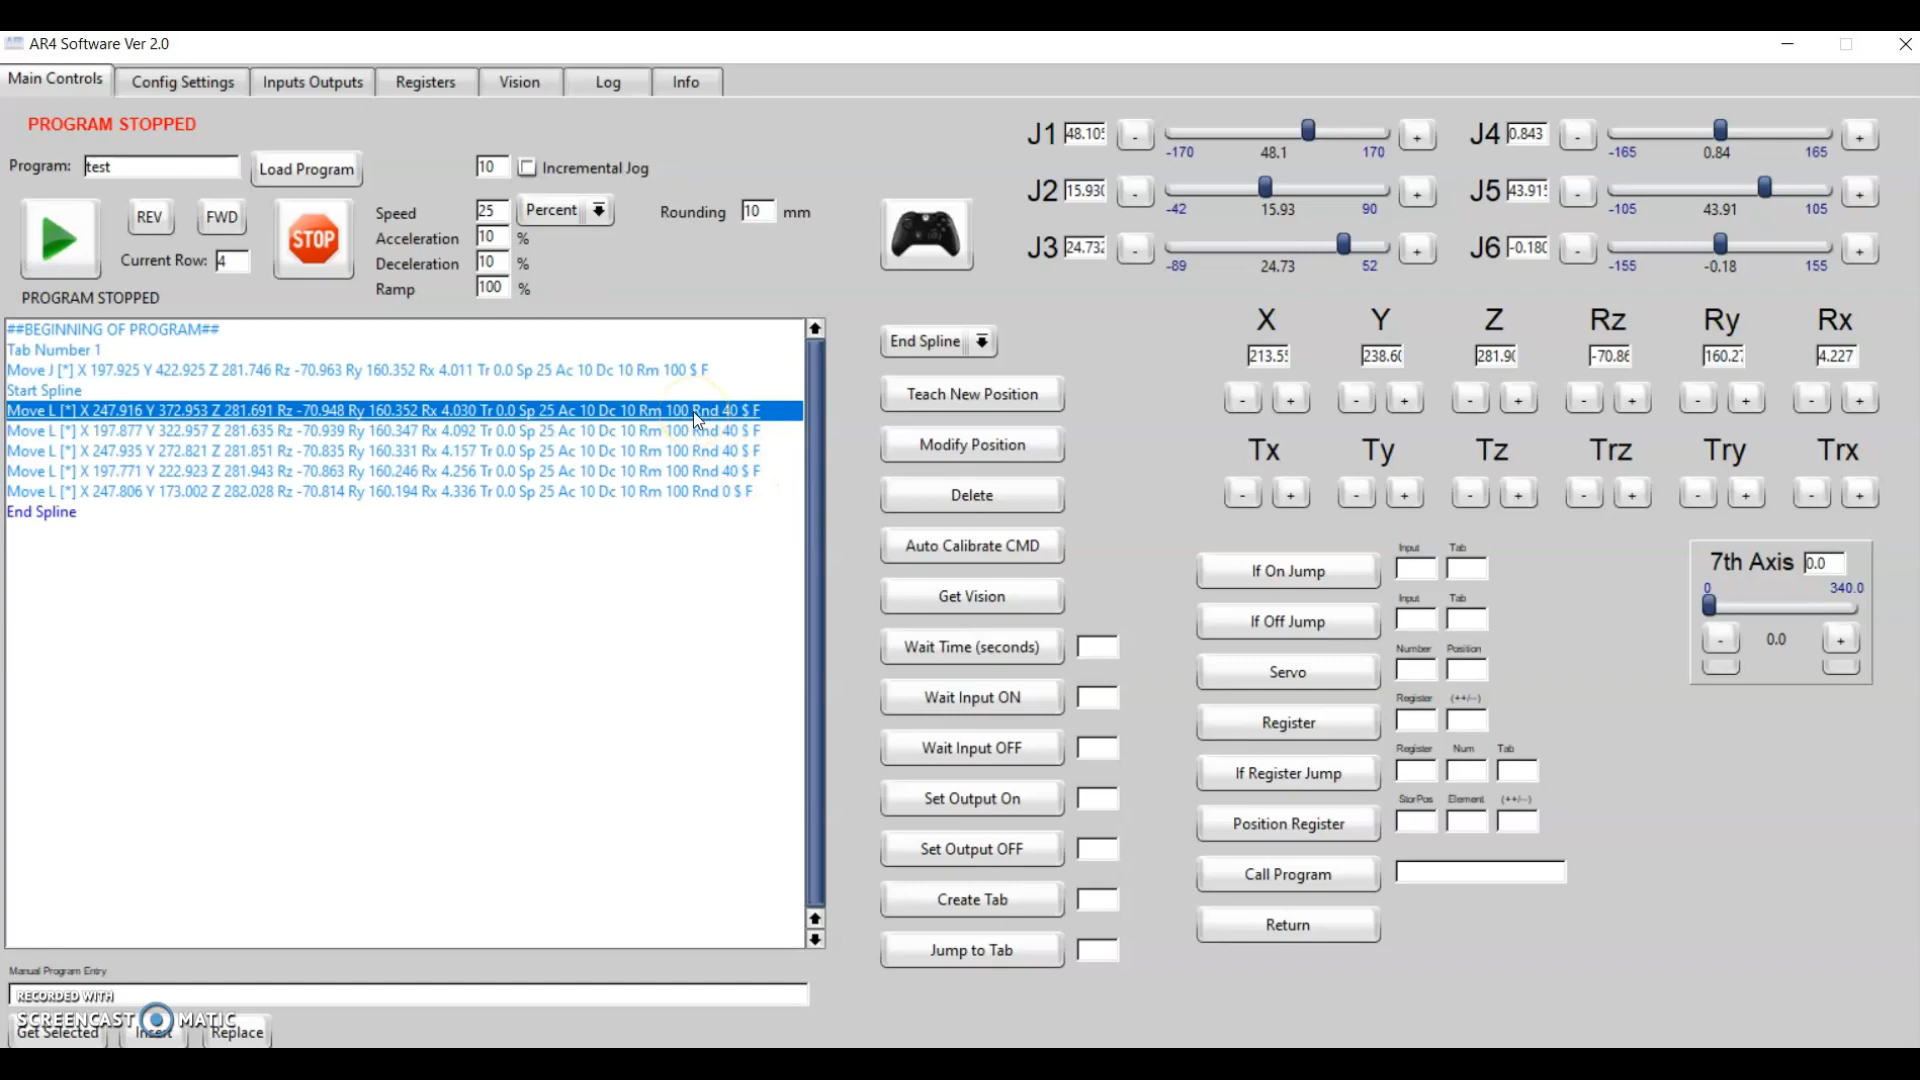 AR4 Software Ver 2.0
Main Controls Config Settings Inputs Outputs Registers Vision Log Info
PROGRAM STOPPED
Program: test Load Program
10 Incremental Jog
REV FWD
Current Row: 4
STOP
Speed 25 Percent
Acceleration 10 %
Deceleration 10 %
Ramp 100 %
Rounding 10 mm
PROGRAM STOPPED
##BEGINNING OF PROGRAM##
Tab Number 1
Move J [*] X 197.925 Y 422.925 Z 281.746 Rz -70.963 Ry 160.352 Rx 4.011 Tr 0.0 Sp 25 Ac 10 Dc 10 Rm 100 $ F
Start Spline
Move L [*] X 247.916 Y 372.953 Z 281.691 Rz -70.948 Ry 160.352 Rx 4.030 Tr 0.0 Sp 25 Ac 10 Dc 10 Rm 100 Rnd 40 $ F
Move L [*] X 197.877 Y 322.957 Z 281.635 Rz -70.939 Ry 160.347 Rx 4.092 Tr 0.0 Sp 25 Ac 10 Dc 10 Rm 100 Rnd 40 $ F
Move L [*] X 247.935 Y 272.821 Z 281.851 Rz -70.835 Ry 160.331 Rx 4.157 Tr 0.0 Sp 25 Ac 10 Dc 10 Rm 100 Rnd 40 $ F
Move L [*] X 197.771 Y 222.923 Z 281.943 Rz -70.863 Ry 160.246 Rx 4.256 Tr 0.0 Sp 25 Ac 10 Dc 10 Rm 100 Rnd 40 $ F
Move L [*] X 247.806 Y 173.002 Z 282.028 Rz -70.814 Ry 160.194 Rx 4.336 Tr 0.0 Sp 25 Ac 10 Dc 10 Rm 100 Rnd 0 $ F
End Spline
Manual Program Entry
RECORDED WITH
SCREENCAST MATIC
Get Selected Insert Replace
End Spline
Teach New Position
Modify Position
Delete
Auto Calibrate CMD
Get Vision
Wait Time (seconds)
Wait Input ON
Wait Input OFF
Set Output On
Set Output OFF
Create Tab
Jump to Tab
J1 48.105 - +
-170 48.1 170
J2 15.930 - +
-42 15.93 90
J3 24.732 - +
-89 24.73 52
J4 0.843 - +
-165 0.84 165
J5 43.915 - +
-105 43.91 105
J6 -0.180 - +
-155 -0.18 155
X Y Z Rz Ry Rx
213.55 238.60 281.90 -70.86 160.27 4.227
- + - + - + - + - + - +
Tx Ty Tz Trz Try Trx
- + - + - + - + - + - +
Input Tab
If On Jump
Input Tab
If Off Jump
Number Position
Servo
Register (++/--)
Register
Register Num Tab
If Register Jump
StorPos Element (++/--)
Position Register
Call Program
Return
7th Axis 0.0
0 340.0
- 0.0 +